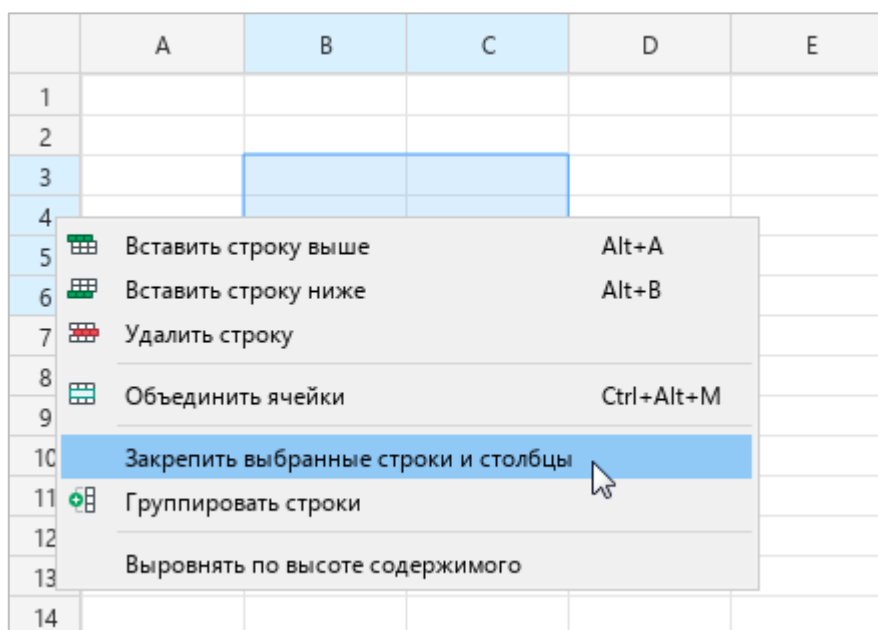 A B C D E
1
2
3
4
Вставить строку выше Alt+A
5
Вставить строку ниже Alt+B
6
7 Удалить строку
8
Объединить ячейки Ctrl+Alt+M
9
10 Закрепить выбранные строки и столбцы
11 Группировать строки
12
Выровнять по высоте содержимого
13
14